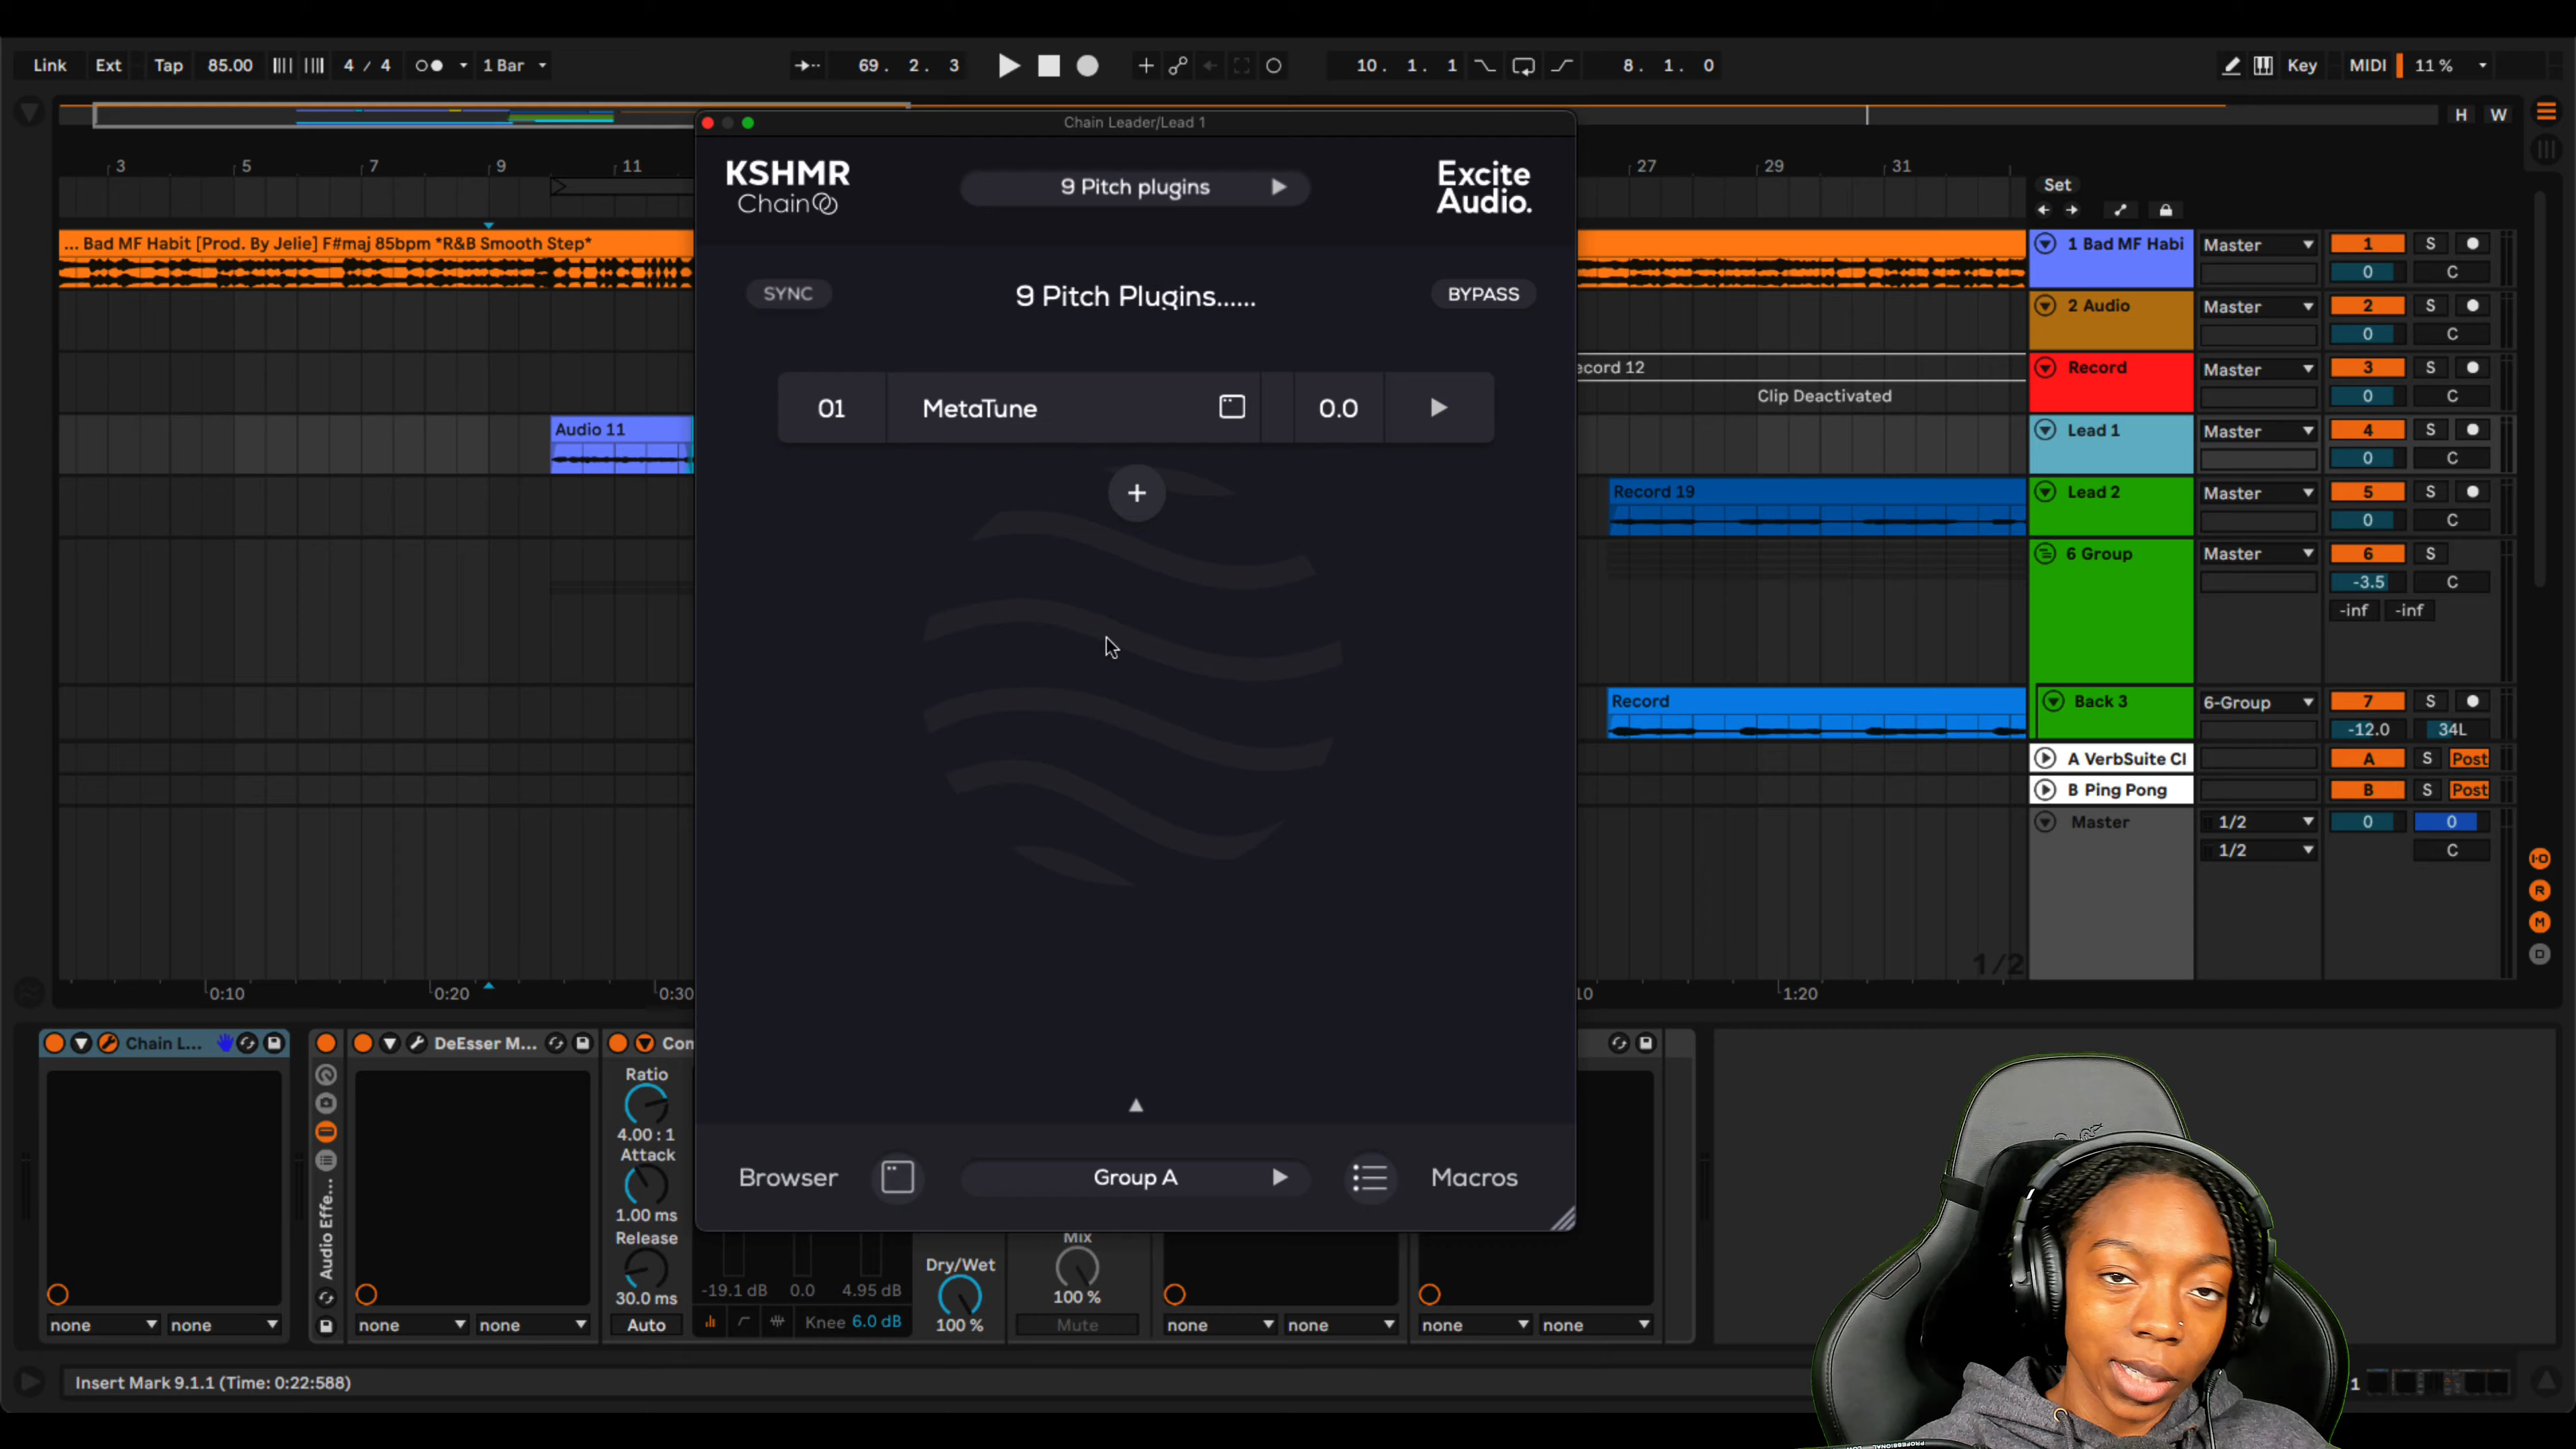 Link Ext Tap 85.00 4 / 4 1 Bar 69. 2. 3 10. 1. 1 8. 1. 0 Key MIDI 11 %
H W
Chain Leader/Lead 1
3 5 7 9 11 27 29 31
KSHMR
Chain
9 Pitch plugins
Excite
Audio.
Set
... Bad MF Habit [Prod. By Jelie] F#maj 85bpm *R&B Smooth Step*
1 Bad MF Habi Master 1 S
0 C
SYNC 9 Pitch Plugins...... BYPASS
2 Audio Master 2 S
0 C
ecord 12
Clip Deactivated
Record Master 3 S
0 C
01 MetaTune 0.0
Audio 11
Lead 1 Master 4 S
0 C
Record 19
Lead 2 Master 5 S
0 C
6 Group Master 6 S
-3.5 C
-inf -inf
Record
Back 3 6-Group 7 S
-12.0 34L
A VerbSuite Cl A S Post
B Ping Pong B S Post
Master 1/2 0 0
1/2 C
1/2
0:10 0:20 0:30 10 1:20
I-O
R
M
D
Chain L... DeEsser M... Con
Audio Effe...
Ratio
4.00 : 1
Attack
1.00 ms
Release
30.0 ms
Auto
Browser Group A Macros
-19.1 dB 0.0 4.95 dB
Knee 6.0 dB
Dry/Wet
100 %
Mix
100 %
Mute
none none none none none none none none
Insert Mark 9.1.1 (Time: 0:22:588)
1